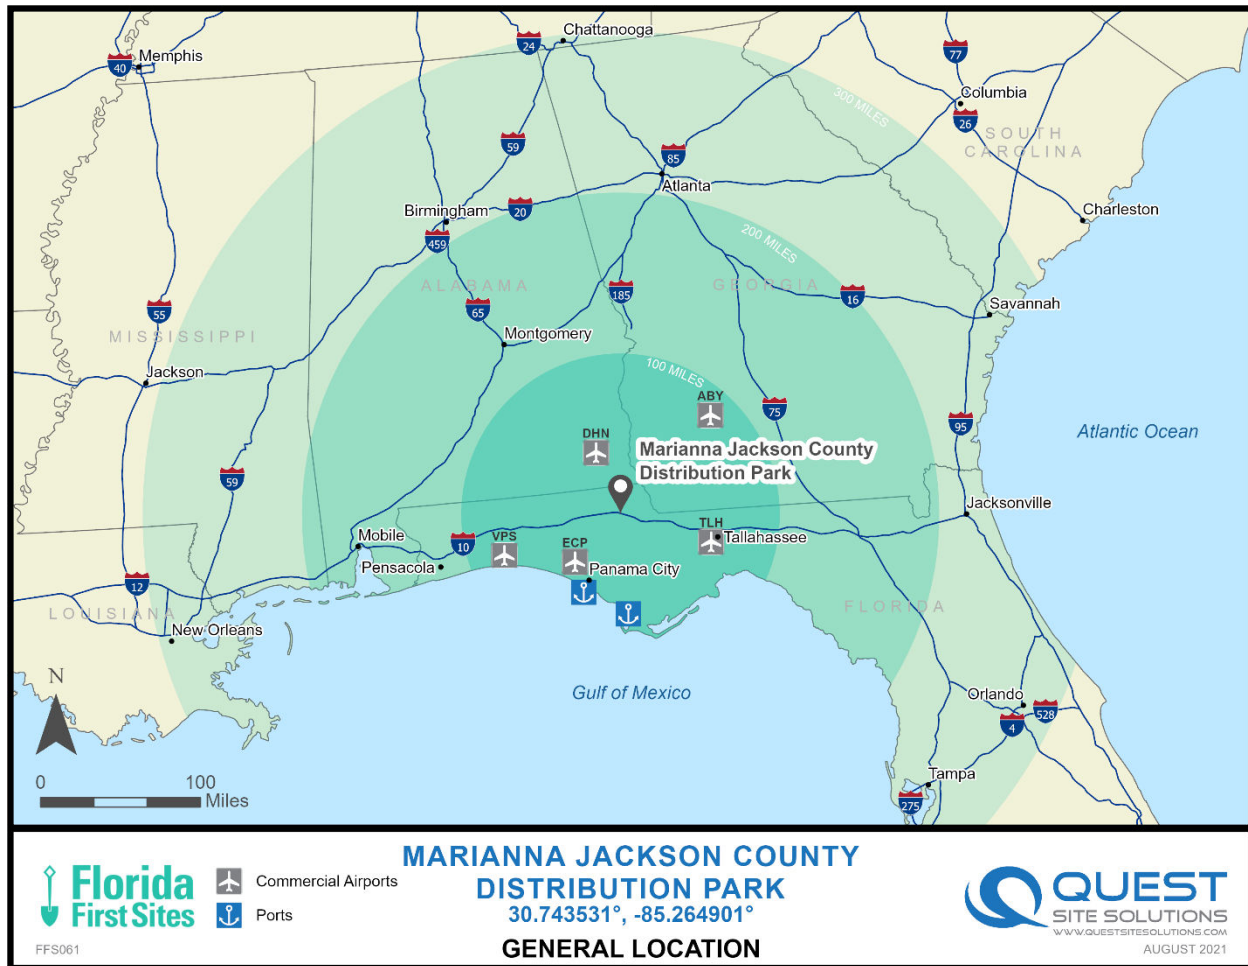 Chattanooga
24
77
Memphis
40
Columbia
300 MILES
26
SOUTH
CAROLINA
59
85
Atlanta
Birmingham
20
Charleston
459
200 MILES
ALABAMA
GEORGIA
185
16
65
Savannah
55
MISSISSIPPI
Montgomery
Jackson
100 MILES
ABY
75
95
DHN
Atlantic Ocean
Marianna Jackson County
Distribution Park
59
Jacksonville
Mobile
10
VPS
ECP
TLH
Tallahassee
Pensacola
Panama City
12
LOUISIANA
FLORIDA
New Orleans
N
Gulf of Mexico
Orlando
528
4
0
100
Miles
Tampa
275
MARIANNA JACKSON COUNTY
DISTRIBUTION PARK
30.743531°, -85.264901°
GENERAL LOCATION
Florida
First Sites
Commercial Airports
Ports
FFS061
QUEST
SITE SOLUTIONS
WWW.QUESTSITESOLUTIONS.COM
AUGUST 2021